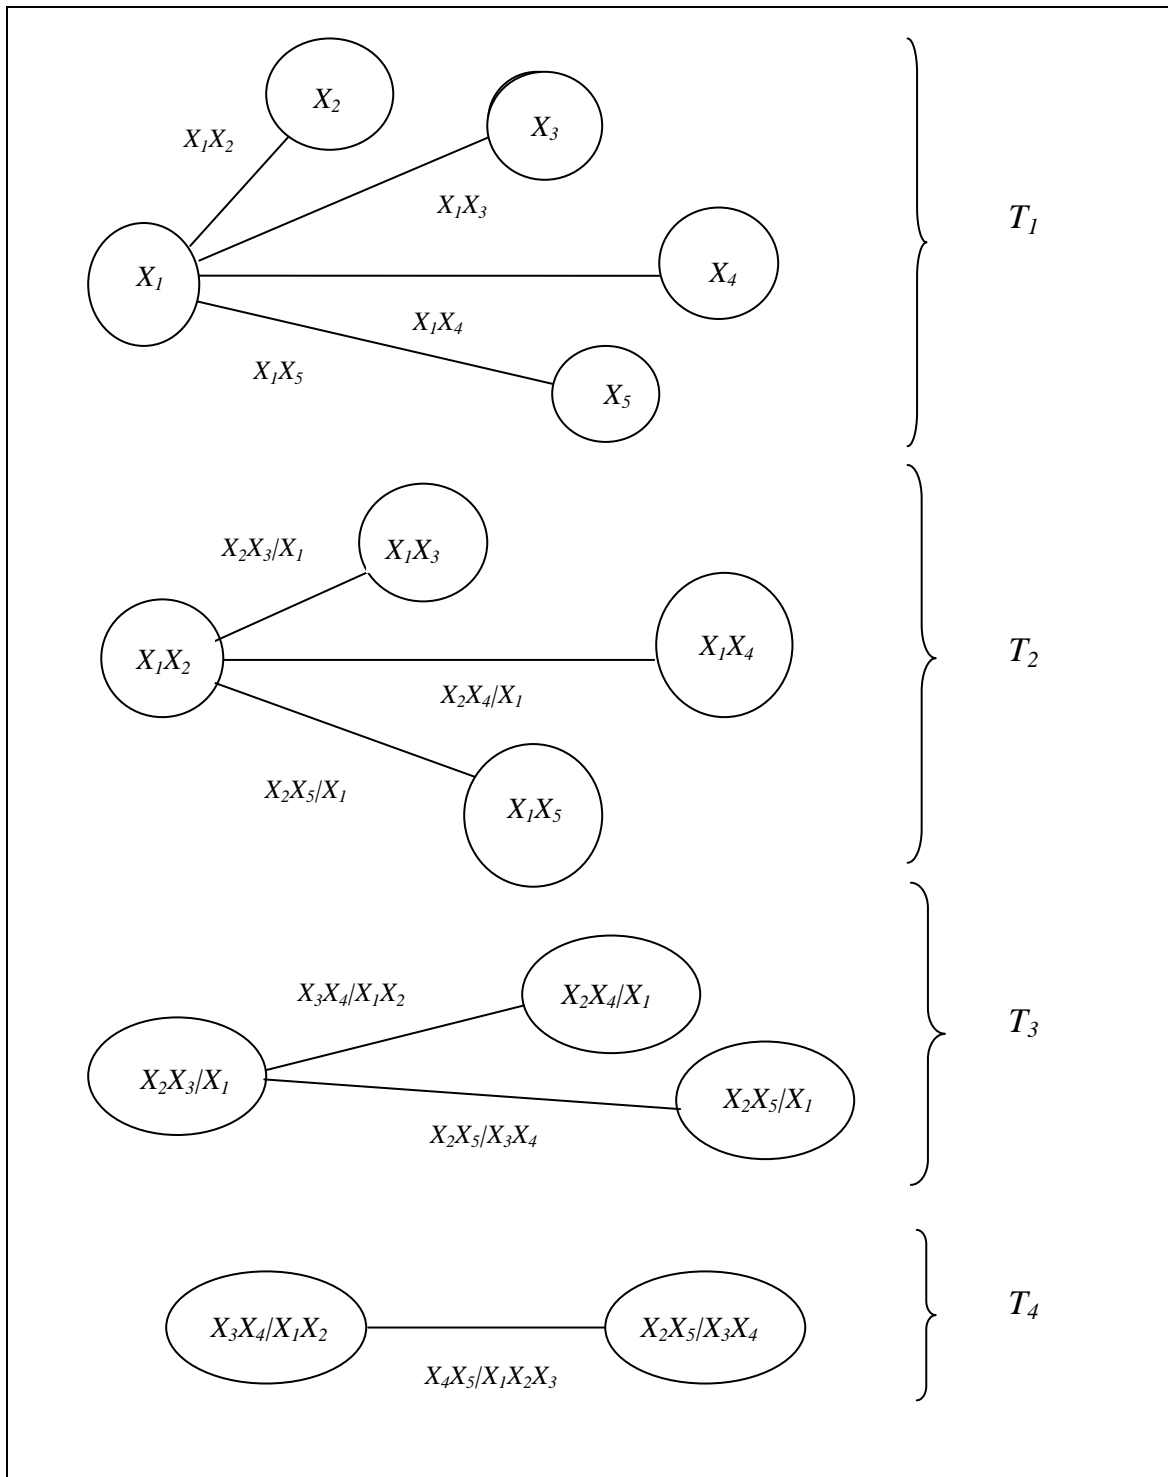 X₂
X₁X₂
X₃
X₁X₃
T₁
X₁
X₄
X₁X₄
X₁X₅
X₅
X₂X₃/X₁
X₁X₃
X₁X₂
X₁X₄
T₂
X₂X₄/X₁
X₂X₅/X₁
X₁X₅
X₃X₄/X₁X₂
X₂X₄/X₁
T₃
X₂X₃/X₁
X₂X₅/X₁
X₂X₅/X₃X₄
X₃X₄/X₁X₂
X₂X₅/X₃X₄
T₄
X₄X₅/X₁X₂X₃